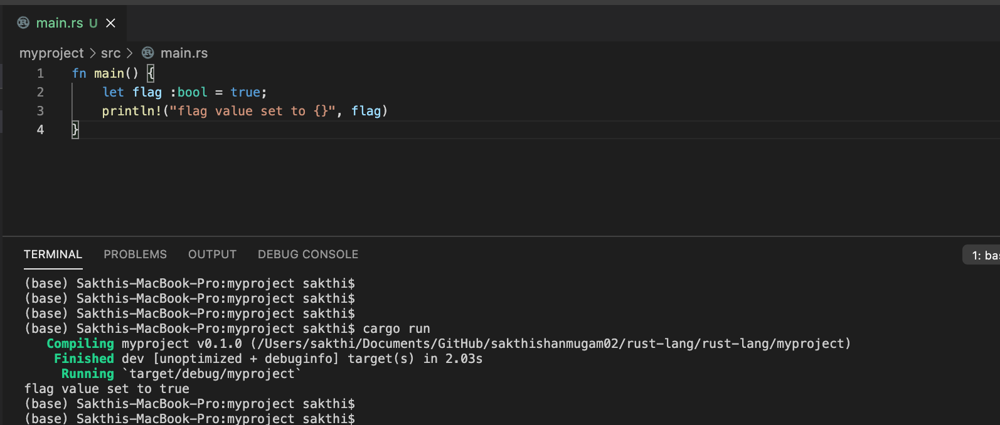 main.rs U
myproject > src > main.rs
1 fn main() {
2 let flag :bool = true;
3 println!("flag value set to {}", flag)
4 }
TERMINAL PROBLEMS OUTPUT DEBUG CONSOLE 1: bas
(base) Sakthis-MacBook-Pro:myproject sakthi$
(base) Sakthis-MacBook-Pro:myproject sakthi$
(base) Sakthis-MacBook-Pro:myproject sakthi$
(base) Sakthis-MacBook-Pro:myproject sakthi$ cargo run
Compiling myproject v0.1.0 (/Users/sakthi/Documents/GitHub/sakthishanmugam02/rust-lang/rust-lang/myproject)
Finished dev [unoptimized + debuginfo] target(s) in 2.03s
Running `target/debug/myproject`
flag value set to true
(base) Sakthis-MacBook-Pro:myproject sakthi$
(base) Sakthis-MacBook-Pro:myproject sakthi$